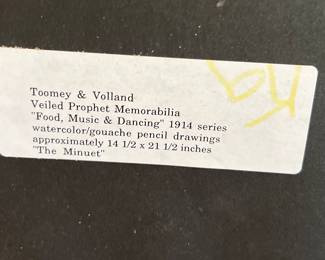 Toomey & Volland
Veiled Prophet Memorabilia
"Food, Music & Dancing" 1914 series
watercolor/gouache pencil drawings
approximately 14 1/2 x 21 1/2 inches
"The Minuet"